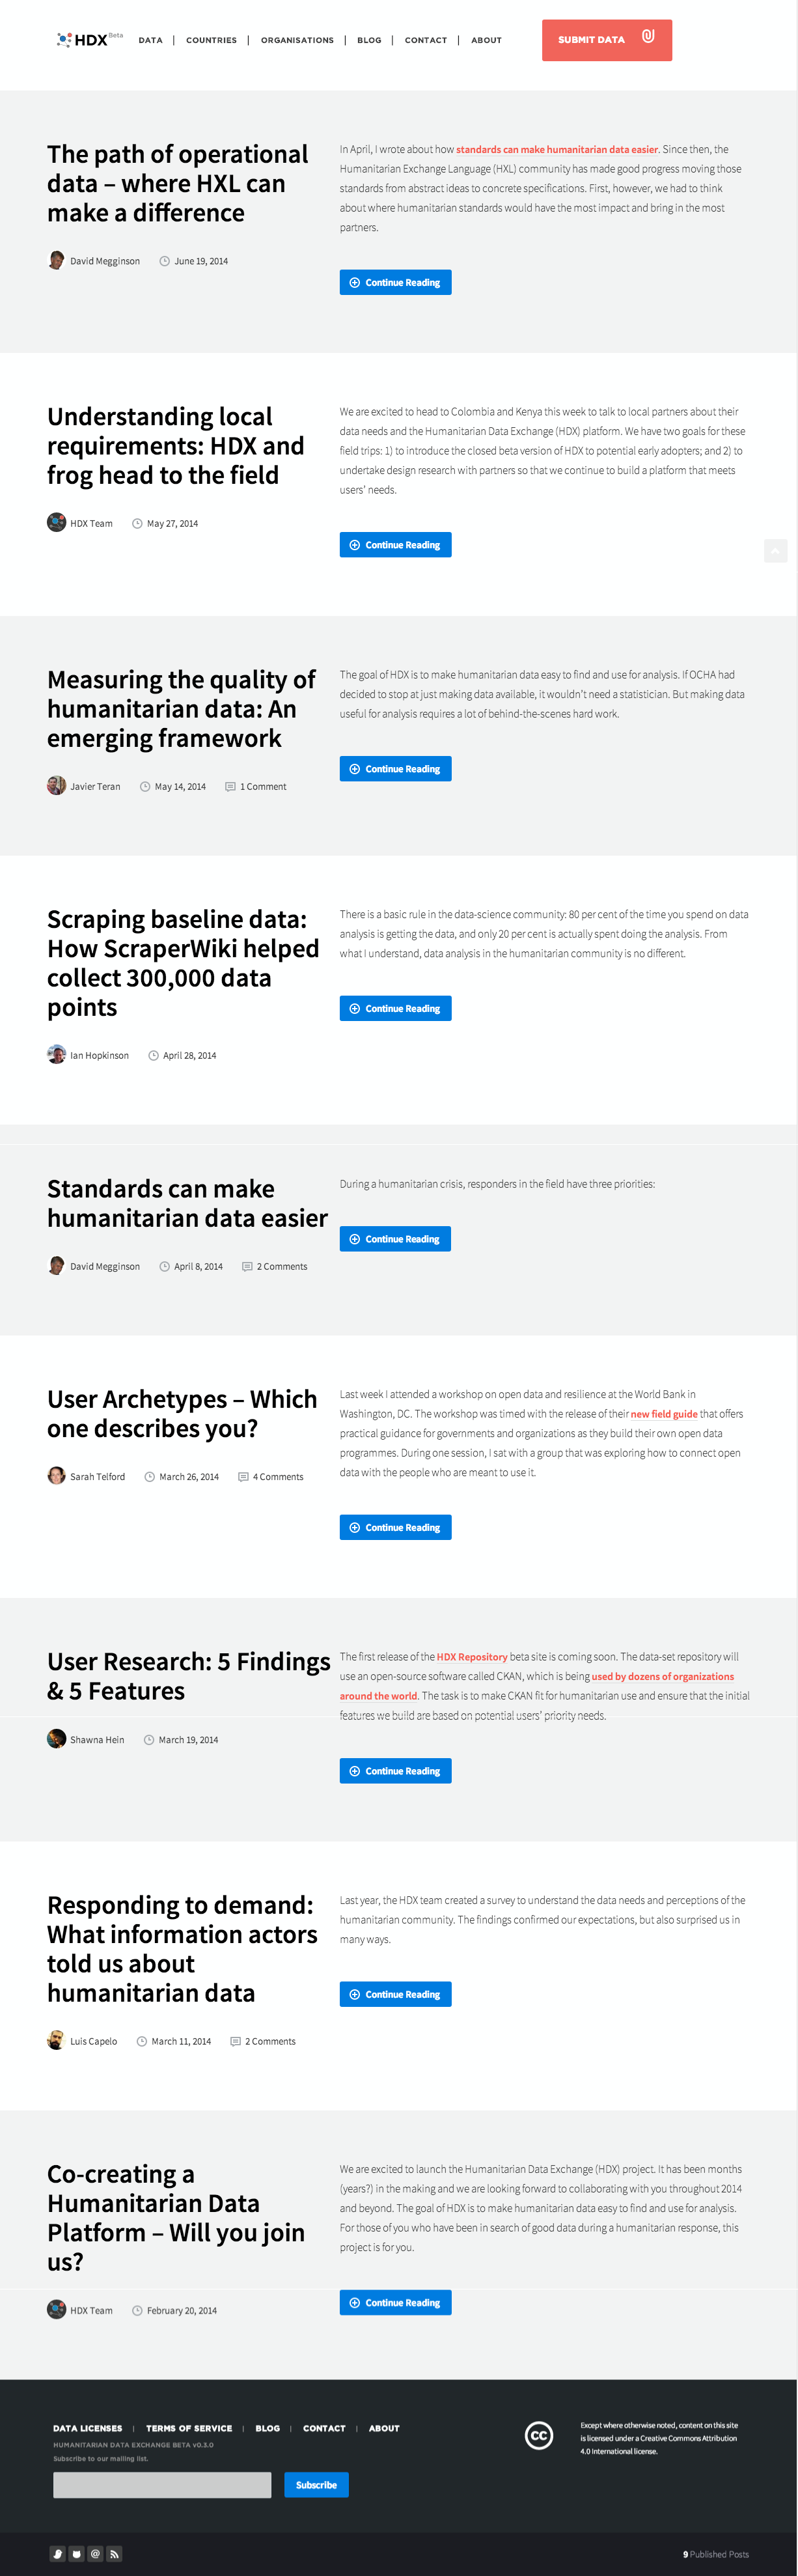 HDX Beta
DATA | COUNTRIES | ORGANISATIONS | BLOG | CONTACT | ABOUT
SUBMIT DATA
The path of operational
data – where HXL can
make a difference
David Megginson June 19, 2014
In April, I wrote about how standards can make humanitarian data easier. Since then, the
Humanitarian Exchange Language (HXL) community has made good progress moving those
standards from abstract ideas to concrete specifications. First, however, we had to think
about where humanitarian standards would have the most impact and bring in the most
partners.
Continue Reading
Understanding local
requirements: HDX and
frog head to the field
HDX Team May 27, 2014
We are excited to head to Colombia and Kenya this week to talk to local partners about their
data needs and the Humanitarian Data Exchange (HDX) platform. We have two goals for these
field trips: 1) to introduce the closed beta version of HDX to potential early adopters; and 2) to
undertake design research with partners so that we continue to build a platform that meets
users' needs.
Continue Reading
Measuring the quality of
humanitarian data: An
emerging framework
Javier Teran May 14, 2014 1 Comment
The goal of HDX is to make humanitarian data easy to find and use for analysis. If OCHA had
decided to stop at just making data available, it wouldn't need a statistician. But making data
useful for analysis requires a lot of behind-the-scenes hard work.
Continue Reading
Scraping baseline data:
How ScraperWiki helped
collect 300,000 data
points
Ian Hopkinson April 28, 2014
There is a basic rule in the data-science community: 80 per cent of the time you spend on data
analysis is getting the data, and only 20 per cent is actually spent doing the analysis. From
what I understand, data analysis in the humanitarian community is no different.
Continue Reading
Standards can make
humanitarian data easier
David Megginson April 8, 2014 2 Comments
During a humanitarian crisis, responders in the field have three priorities:
Continue Reading
User Archetypes – Which
one describes you?
Sarah Telford March 26, 2014 4 Comments
Last week I attended a workshop on open data and resilience at the World Bank in
Washington, DC. The workshop was timed with the release of their new field guide that offers
practical guidance for governments and organizations as they build their own open data
programmes. During one session, I sat with a group that was exploring how to connect open
data with the people who are meant to use it.
Continue Reading
User Research: 5 Findings
& 5 Features
Shawna Hein March 19, 2014
The first release of the HDX Repository beta site is coming soon. The data-set repository will
use an open-source software called CKAN, which is being used by dozens of organizations
around the world. The task is to make CKAN fit for humanitarian use and ensure that the initial
features we build are based on potential users' priority needs.
Continue Reading
Responding to demand:
What information actors
told us about
humanitarian data
Luis Capelo March 11, 2014 2 Comments
Last year, the HDX team created a survey to understand the data needs and perceptions of the
humanitarian community. The findings confirmed our expectations, but also surprised us in
many ways.
Continue Reading
Co-creating a
Humanitarian Data
Platform – Will you join
us?
HDX Team February 20, 2014
We are excited to launch the Humanitarian Data Exchange (HDX) project. It has been months
(years?) in the making and we are looking forward to collaborating with you throughout 2014
and beyond. The goal of HDX is to make humanitarian data easy to find and use for analysis.
For those of you who have been in search of good data during a humanitarian response, this
project is for you.
Continue Reading
DATA LICENSES | TERMS OF SERVICE | BLOG | CONTACT | ABOUT
HUMANITARIAN DATA EXCHANGE BETA v0.3.0
Subscribe to our mailing list.
Subscribe
cc
Except where otherwise noted, content on this site
is licensed under a Creative Commons Attribution
4.0 International license.
@
9 Published Posts